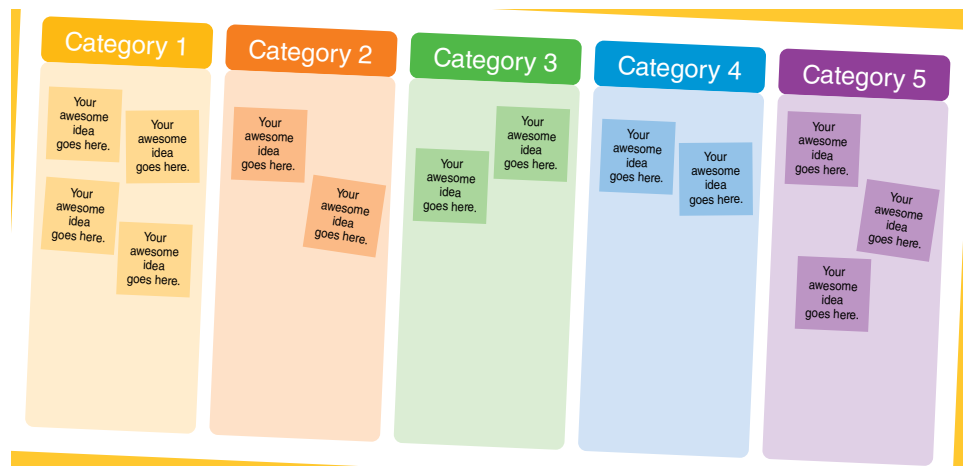 Category 1
Your
awesome
idea
goes here.
Your
awesome
idea
goes here.
Your
awesome
idea
goes here.
Your
awesome
idea
goes here.
Category 2
Your
awesome
idea
goes here.
Your
awesome
idea
goes here.
Category 3
Your
awesome
idea
goes here.
Your
awesome
idea
goes here.
Category 4
Your
awesome
idea
goes here.
Your
awesome
idea
goes here.
Category 5
Your
awesome
idea
goes here.
Your
awesome
idea
goes here.
Your
awesome
idea
goes here.